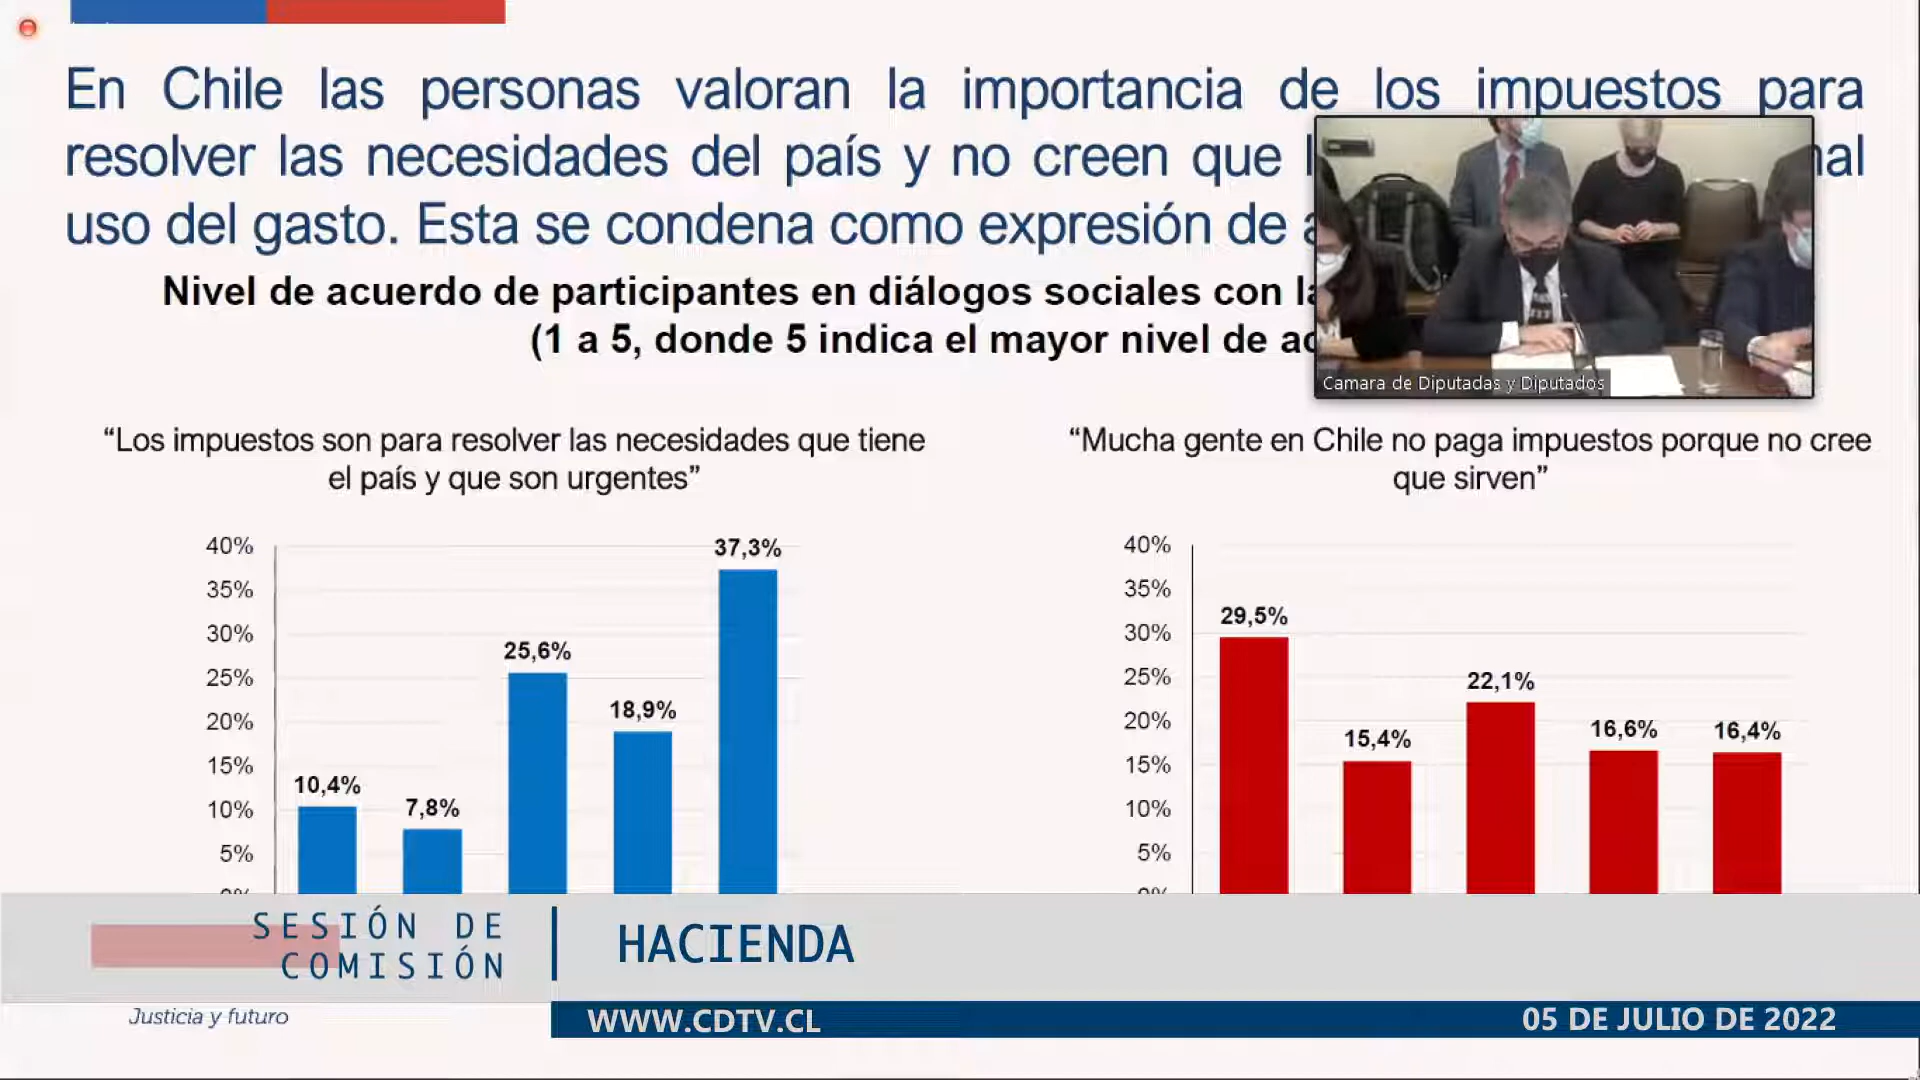 En Chile las personas valoran la importancia de los impuestos para
resolver las necesidades del país y no creen que
uso del gasto. Esta se condena como expresión de
Nivel de acuerdo de participantes en diálogos sociales con
(1 a 5, donde 5 indica el mayor nivel de
Camara de Diputadas y Diputados
“Los impuestos son para resolver las necesidades que tiene
el país y que son urgentes”
40%
35%
30%
25%
20%
15%
10%
5%
0%
10,4%
7,8%
25,6%
18,9%
37,3%
“Mucha gente en Chile no paga impuestos porque no cree
que sirven”
40%
35%
30%
25%
20%
15%
10%
5%
0%
29,5%
15,4%
22,1%
16,6%
16,4%
SESIÓN DE
COMISIÓN
HACIENDA
Justicia y futuro
WWW.CDTV.CL
05 DE JULIO DE 2022